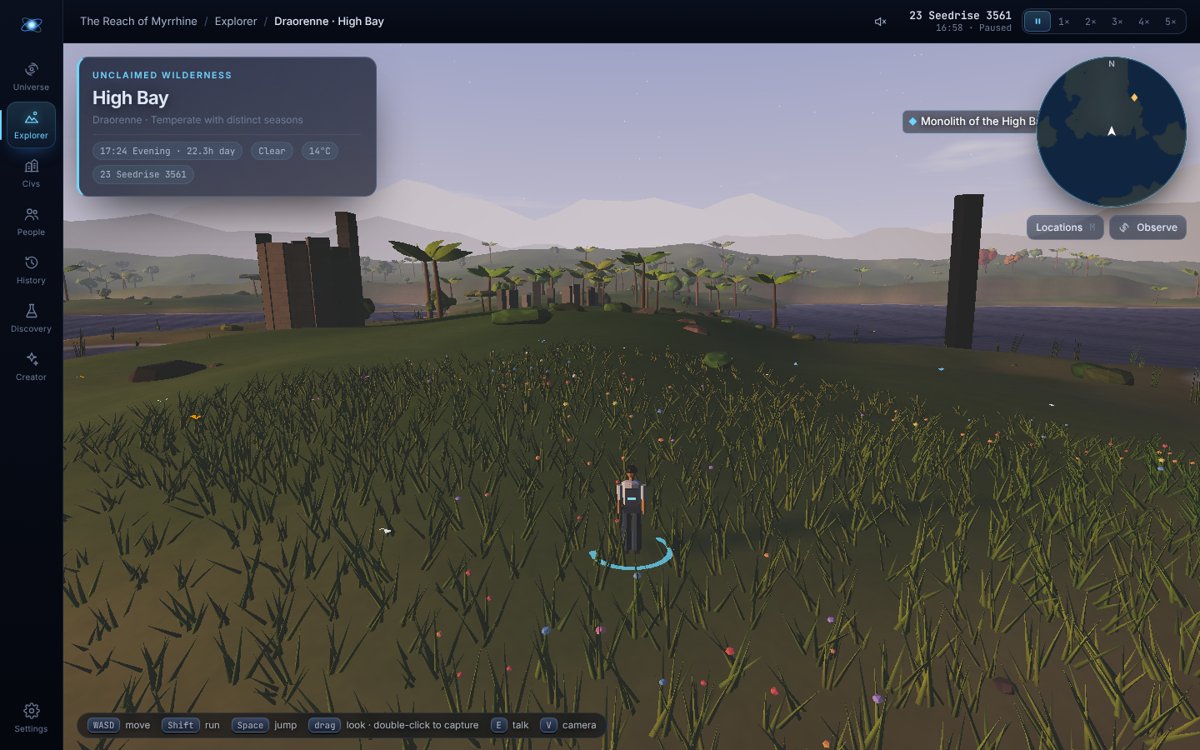 The Reach of Myrrhine / Explorer / Draorenne · High Bay
23 Seedrise 3561
16:58 · Paused
1× 2× 3× 4× 5×
Universe
Explorer
Civs
People
History
Discovery
Creator
Settings
UNCLAIMED WILDERNESS
High Bay
Draorenne · Temperate with distinct seasons
17:24 Evening · 22.3h day
Clear
14°C
23 Seedrise 3561
Monolith of the High B
N
Locations M
Observe
WASD move Shift run Space jump drag look · double-click to capture E talk V camera